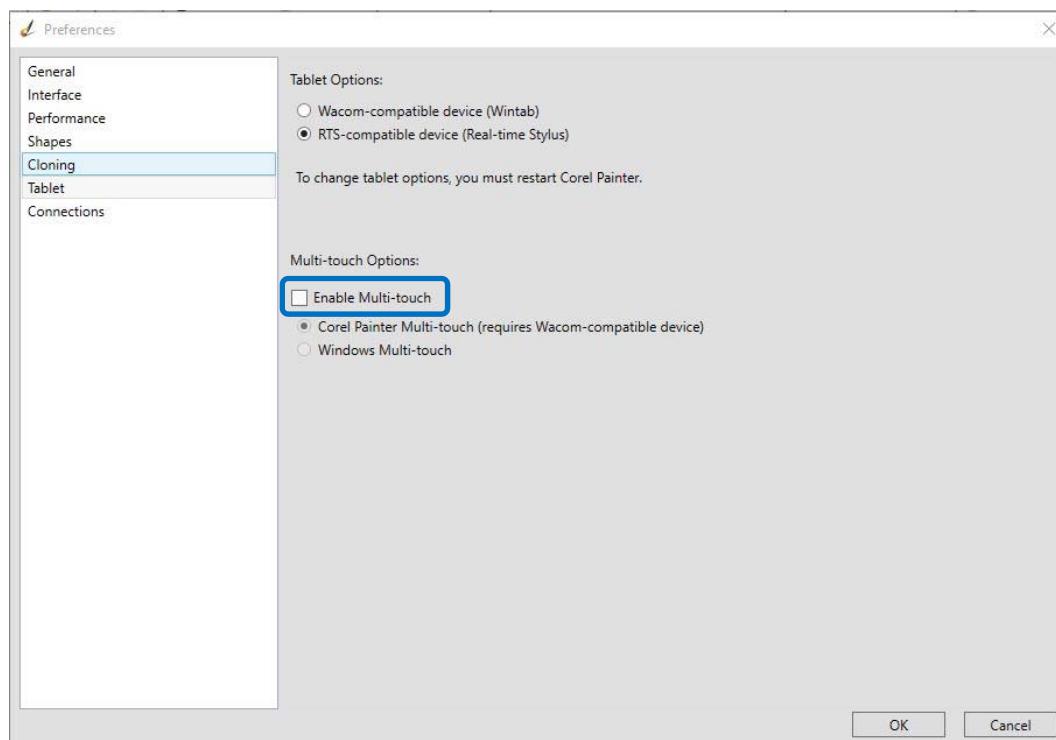 Preferences
General
Interface
Performance
Shapes
Cloning
Tablet
Connections
Tablet Options:
Wacom-compatible device (Wintab)
RTS-compatible device (Real-time Stylus)
To change tablet options, you must restart Corel Painter.
Multi-touch Options:
Enable Multi-touch
Corel Painter Multi-touch (requires Wacom-compatible device)
Windows Multi-touch
OK
Cancel